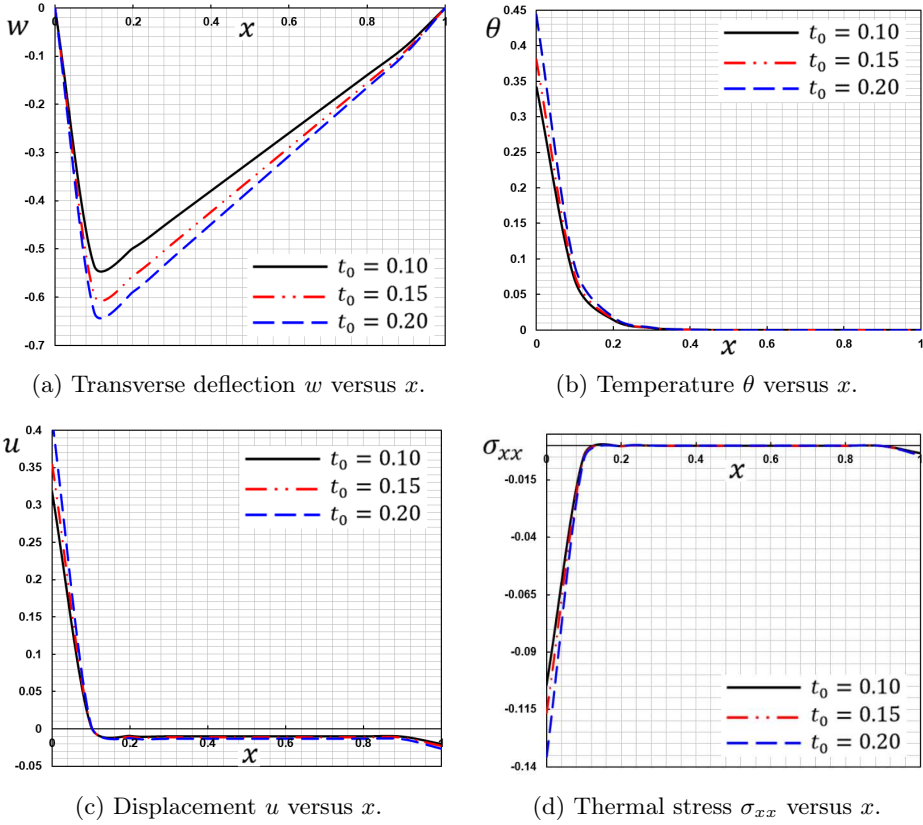 0
0.2
0.4
0.6
0.8
1
w
x
-0.1
-0.2
-0.3
-0.4
-0.5
-0.6
-0.7
t₀ = 0.10
t₀ = 0.15
t₀ = 0.20
(a) Transverse deflection w versus x.
θ
0.45
0.4
0.35
0.3
0.25
0.2
0.15
0.1
0.05
0
t₀ = 0.10
t₀ = 0.15
t₀ = 0.20
0
0.2
0.4
0.6
0.8
1
x
(b) Temperature θ versus x.
u
0.4
0.35
0.3
0.25
0.2
0.15
0.1
0.05
0
-0.05
t₀ = 0.10
t₀ = 0.15
t₀ = 0.20
0
0.2
0.4
0.6
0.8
1
x
(c) Displacement u versus x.
σxx
0
0.2
0.4
0.6
0.8
1
x
-0.015
-0.04
-0.065
-0.09
-0.115
-0.14
t₀ = 0.10
t₀ = 0.15
t₀ = 0.20
(d) Thermal stress σxx versus x.